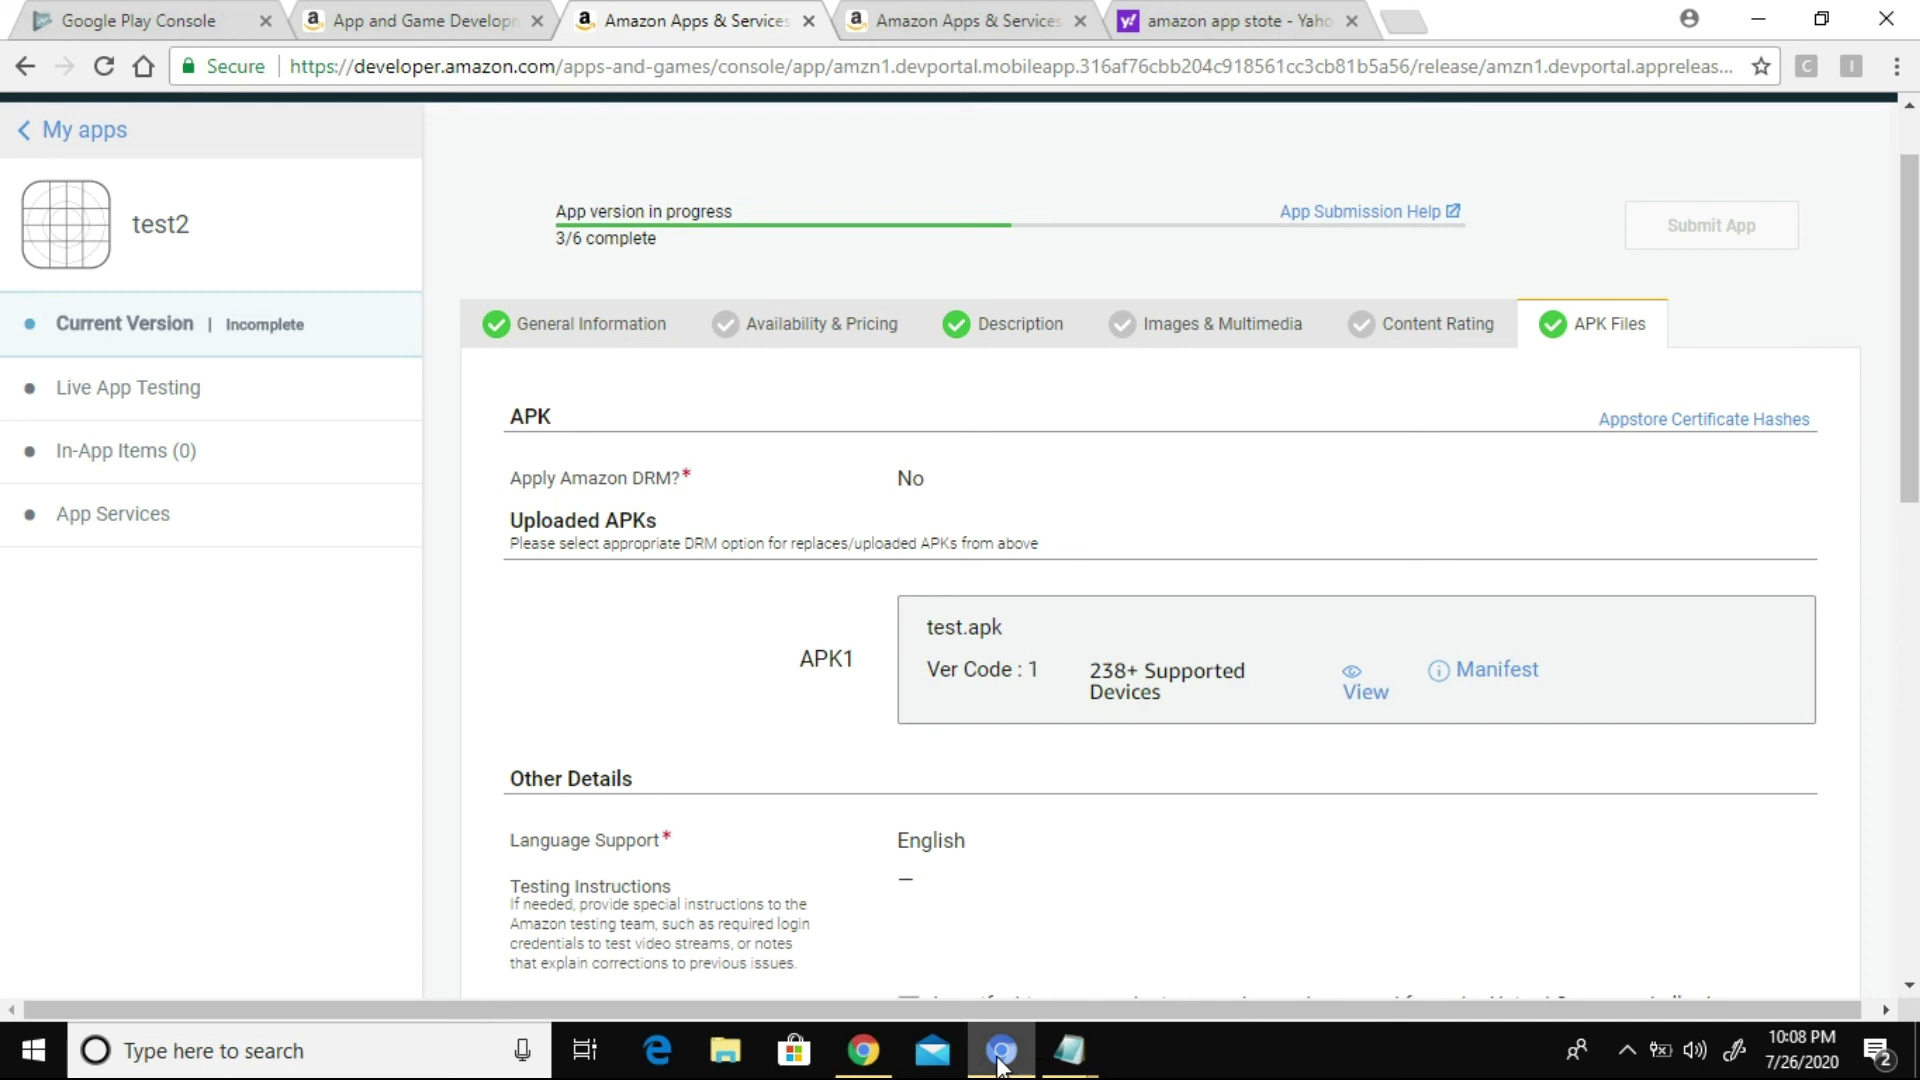 Google Play Console
App and Game Developm
Amazon Apps & Services
Amazon Apps & Services
amazon app stote - Yaho
Secure
https://developer.amazon.com/apps-and-games/console/app/amzn1.devportal.mobileapp.316af76cbb204c918561cc3cb81b5a56/release/amzn1.devportal.appreleas...
My apps
test2
Current Version | Incomplete
Live App Testing
In-App Items (0)
App Services
App version in progress
App Submission Help
3/6 complete
Submit App
General Information
Availability & Pricing
Description
Images & Multimedia
Content Rating
APK Files
APK
Appstore Certificate Hashes
Apply Amazon DRM?*
No
Uploaded APKs
Please select appropriate DRM option for replaces/uploaded APKs from above
APK1
test.apk
Ver Code : 1
238+ Supported
Devices
View
Manifest
Other Details
Language Support*
English
Testing Instructions
—
If needed, provide special instructions to the
Amazon testing team, such as required login
credentials to test video streams, or notes
that explain corrections to previous issues.
Type here to search
10:08 PM
7/26/2020
2